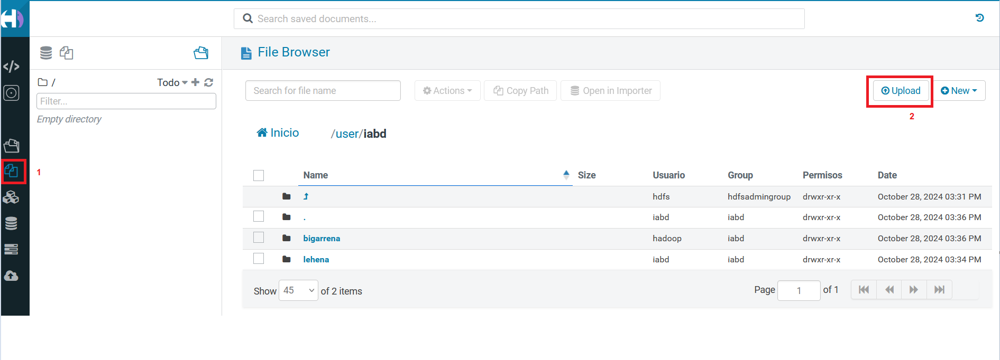 Search saved documents...
File Browser
/ Todo
Filter...
Empty directory
Search for file name Actions Copy Path Open in Importer Upload New
2
Inicio /user/iabd
1
Name Size Usuario Group Permisos Date
hdfs hdfsadmingroup drwxr-xr-x October 28, 2024 03:31 PM
. iabd iabd drwxr-xr-x October 28, 2024 03:36 PM
bigarrena hadoop iabd drwxr-xr-x October 28, 2024 03:36 PM
lehena iabd iabd drwxr-xr-x October 28, 2024 03:34 PM
Show 45 of 2 items Page 1 of 1